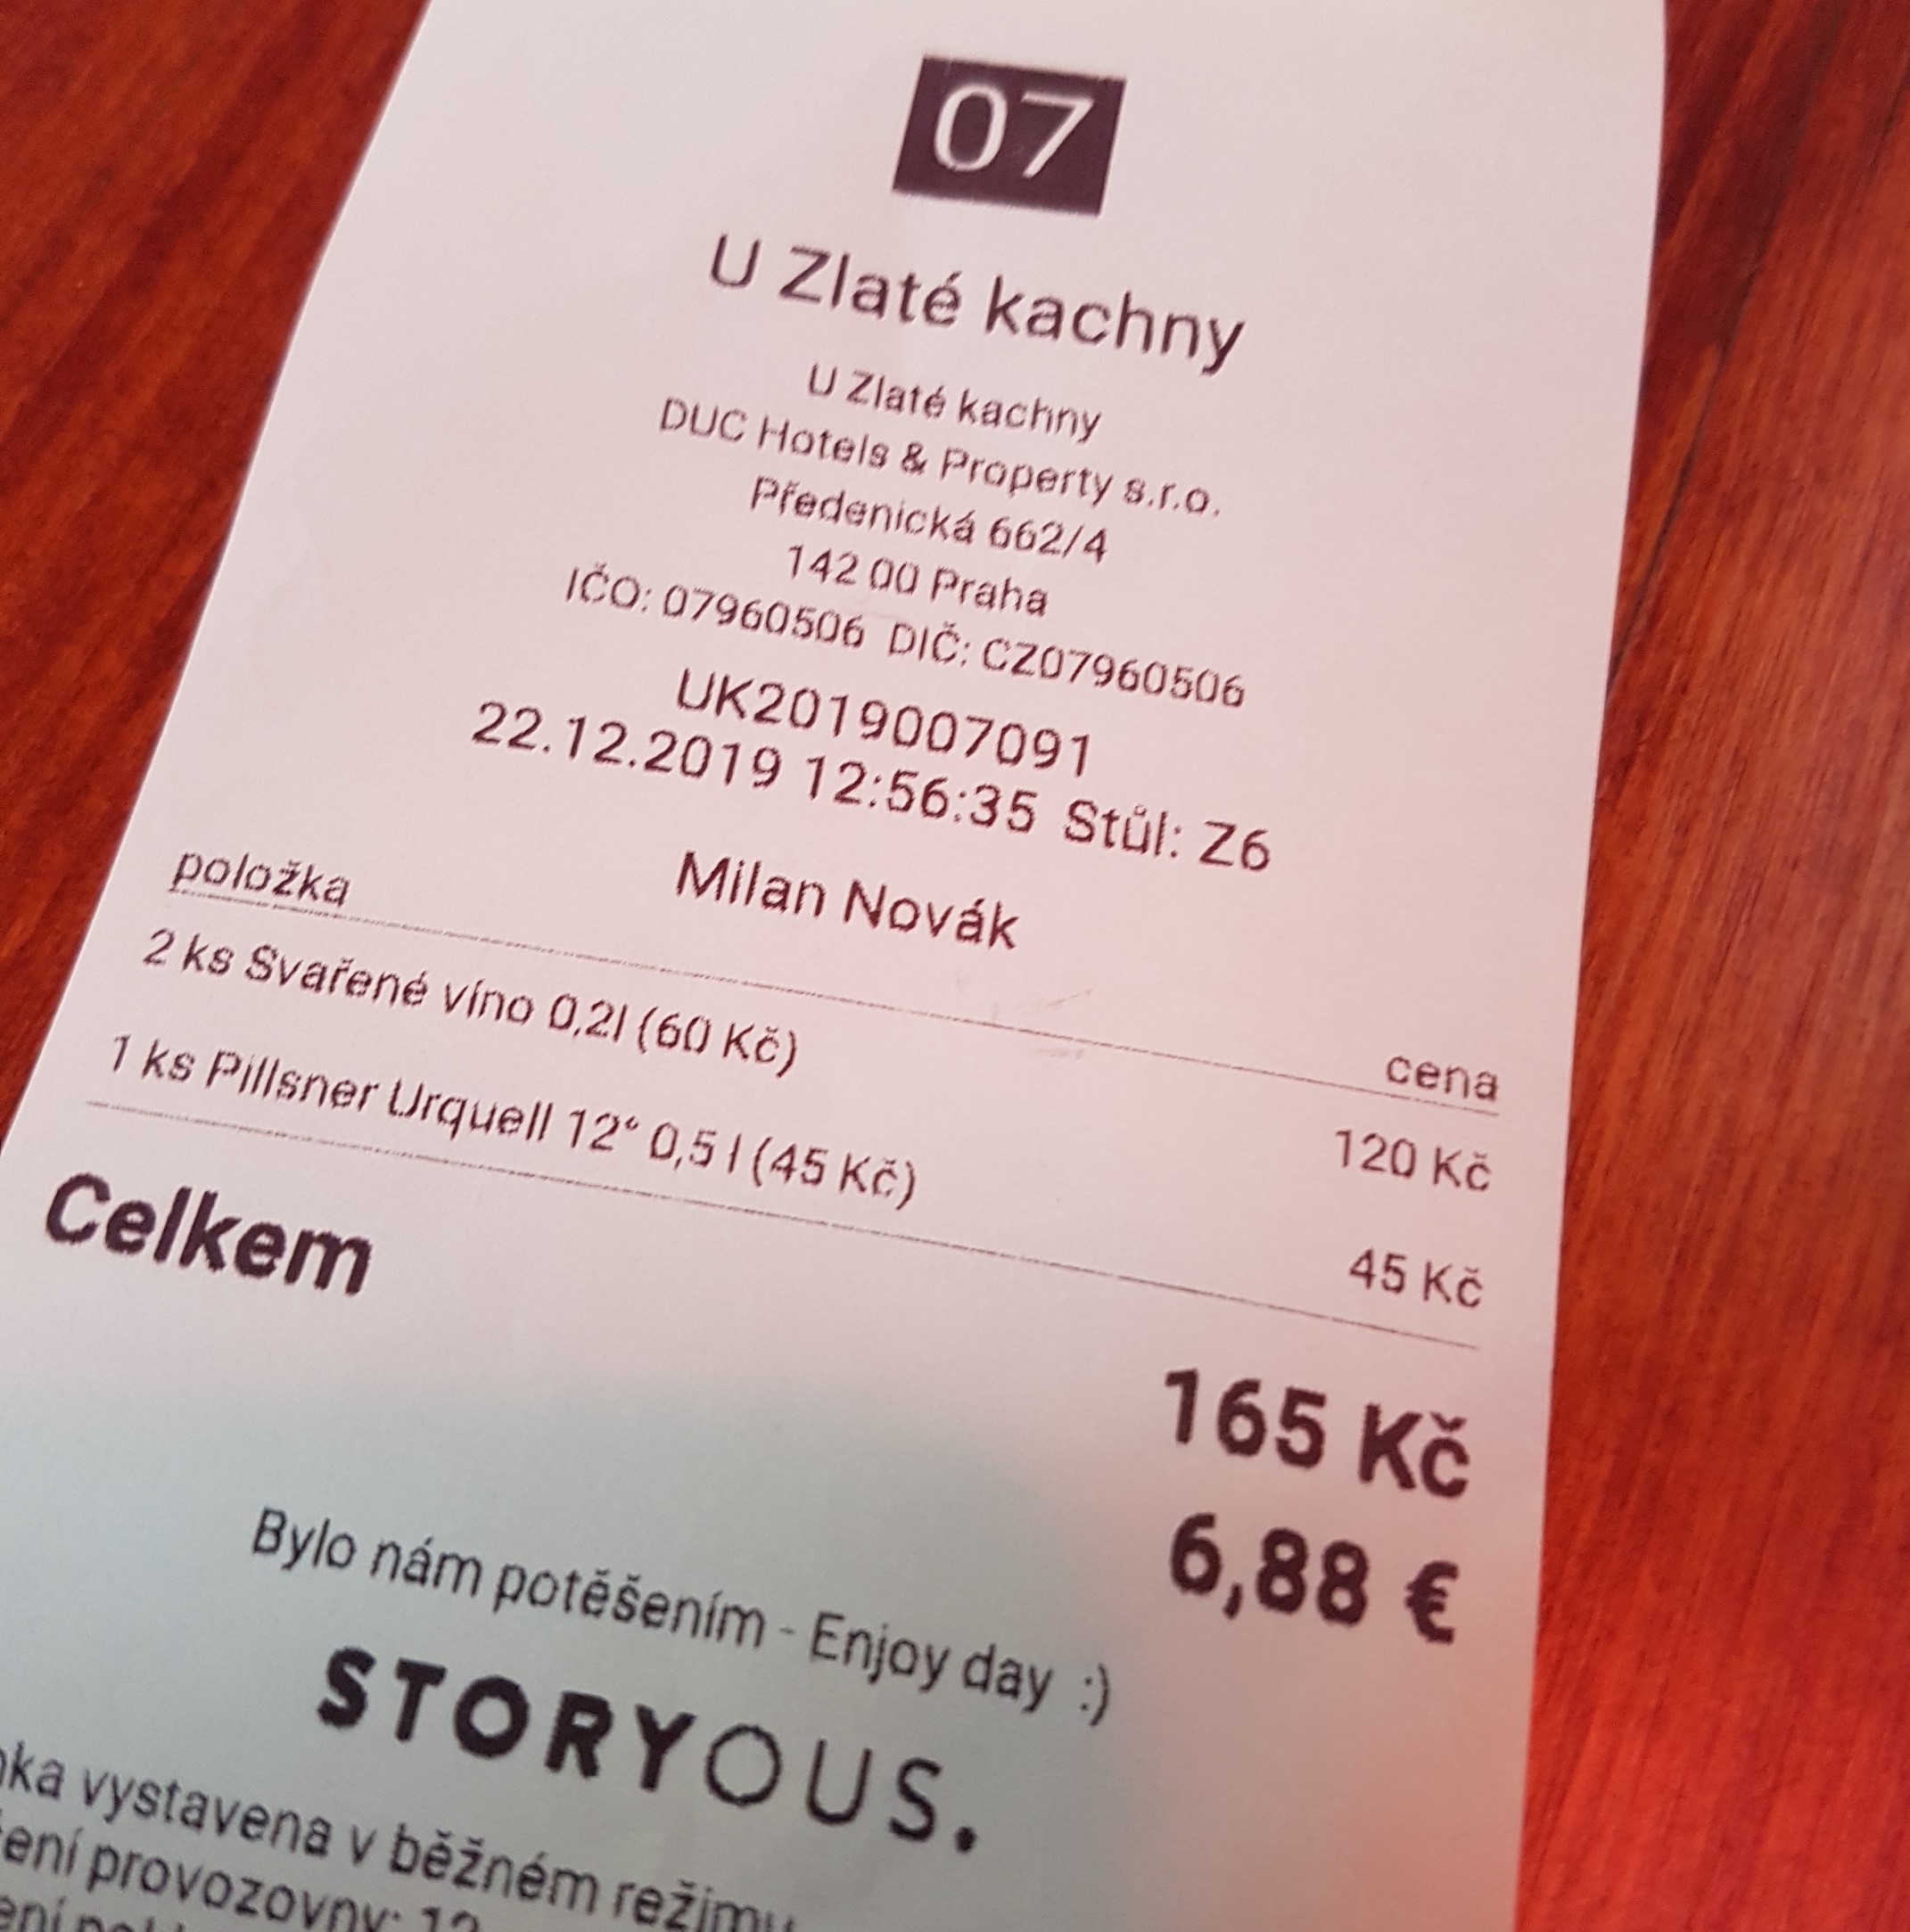 07
U Zlaté kachny
U Zlaté kachny
DUC Hotels & Property s.r.o.
Předenická 662/4
142 00 Praha
IČO: 07960506 DIČ: CZ07960506
UK2019007091
22.12.2019 12:56:35 Stůl: Z6
Milan Novák
položka cena
2 ks Svařené víno 0,2l (60 Kč) 120 Kč
1 ks Pillsner Urquell 12° 0,5 l (45 Kč) 45 Kč
Celkem 165 Kč
6,88 €
Bylo nám potěšením - Enjoy day :)
STORYOUS.
vystavena v běžném režimu
provozovny: 12